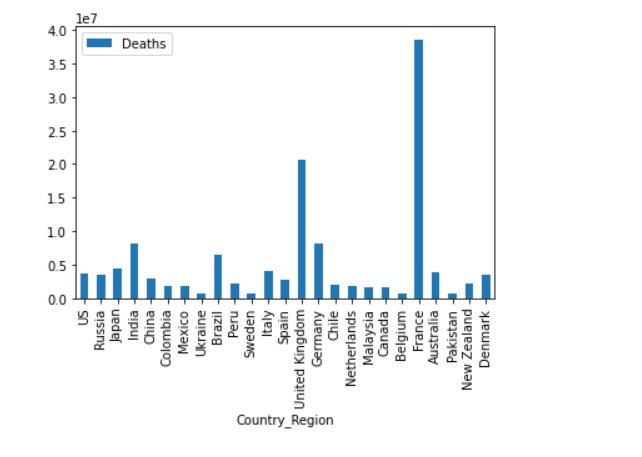 1e7
4.0
3.5
3.0
2.5
2.0
1.5
1.0
0.5
0.0
Deaths
US
Russia
Japan
India
China
Colombia
Mexico
Ukraine
Brazil
Peru
Sweden
Italy
Spain
United Kingdom
Germany
Chile
Netherlands
Malaysia
Canada
Belgium
France
Australia
Pakistan
New Zealand
Denmark
Country_Region